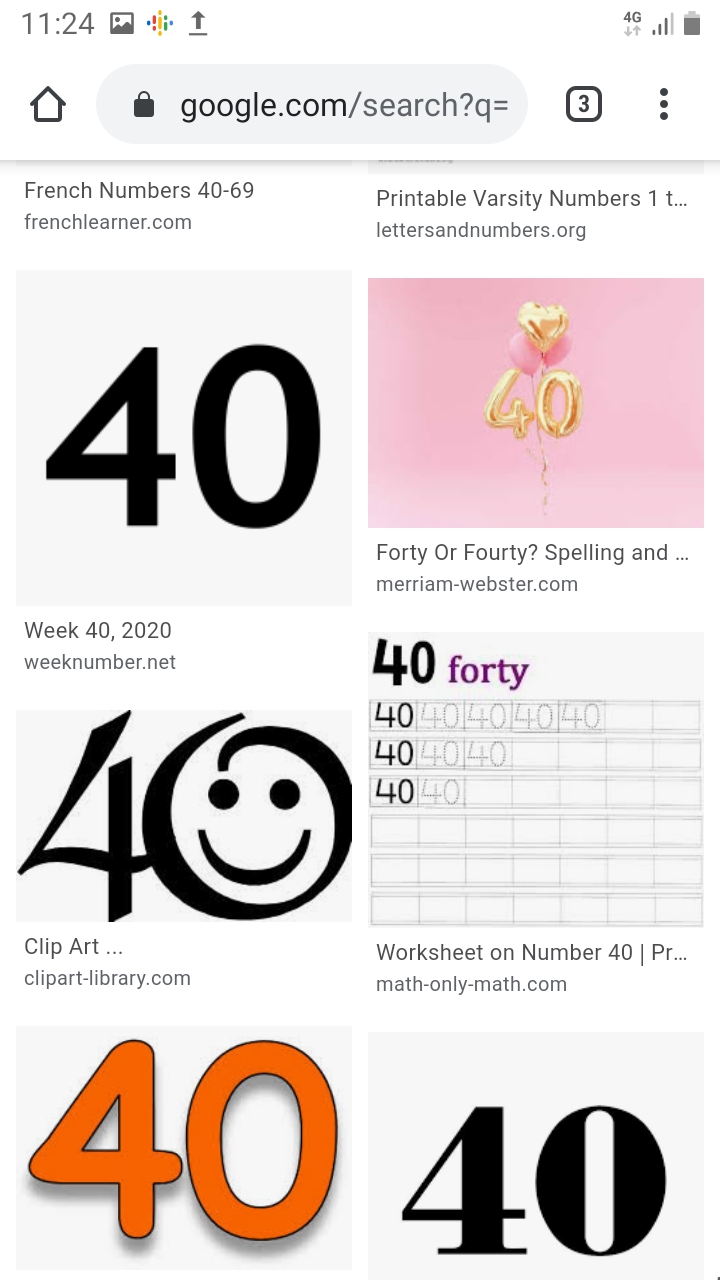 11:24
4G
google.com/search?q=
3
French Numbers 40-69
frenchlearner.com
Printable Varsity Numbers 1 t...
lettersandnumbers.org
40
Week 40, 2020
weeknumber.net
40
Forty Or Fourty? Spelling and ...
merriam-webster.com
40
Clip Art ...
clipart-library.com
40 forty
40 40 40 40 40
40 40 40
40 40
Worksheet on Number 40 | Pr...
math-only-math.com
40
40